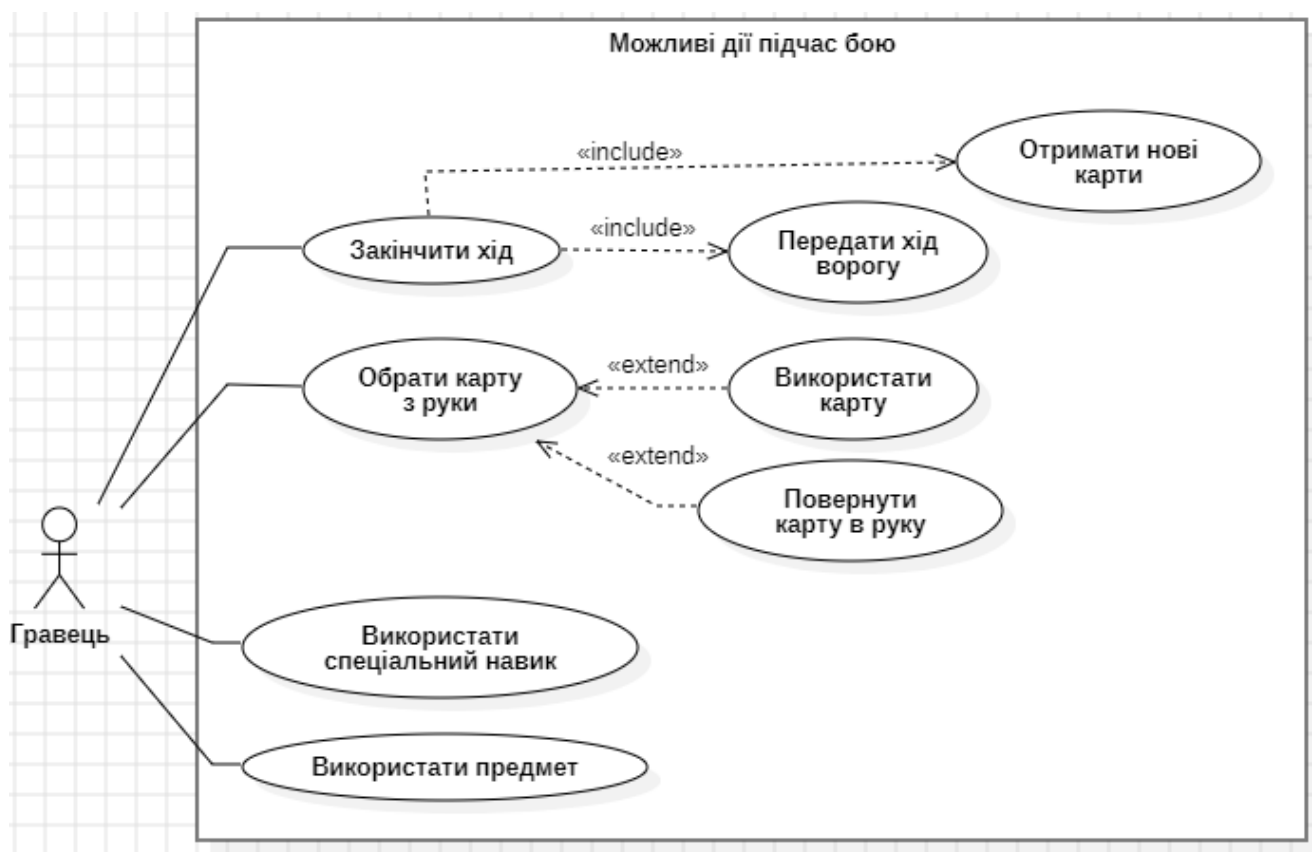 Можливі дії підчас бою
«include»
Отримати нові
карти
Закінчити хід
«include»
Передати хід
ворогу
Обрати карту
з руки
«extend»
Використати
карту
«extend»
Повернути
карту в руку
Гравець
Використати
спеціальний навик
Використати предмет